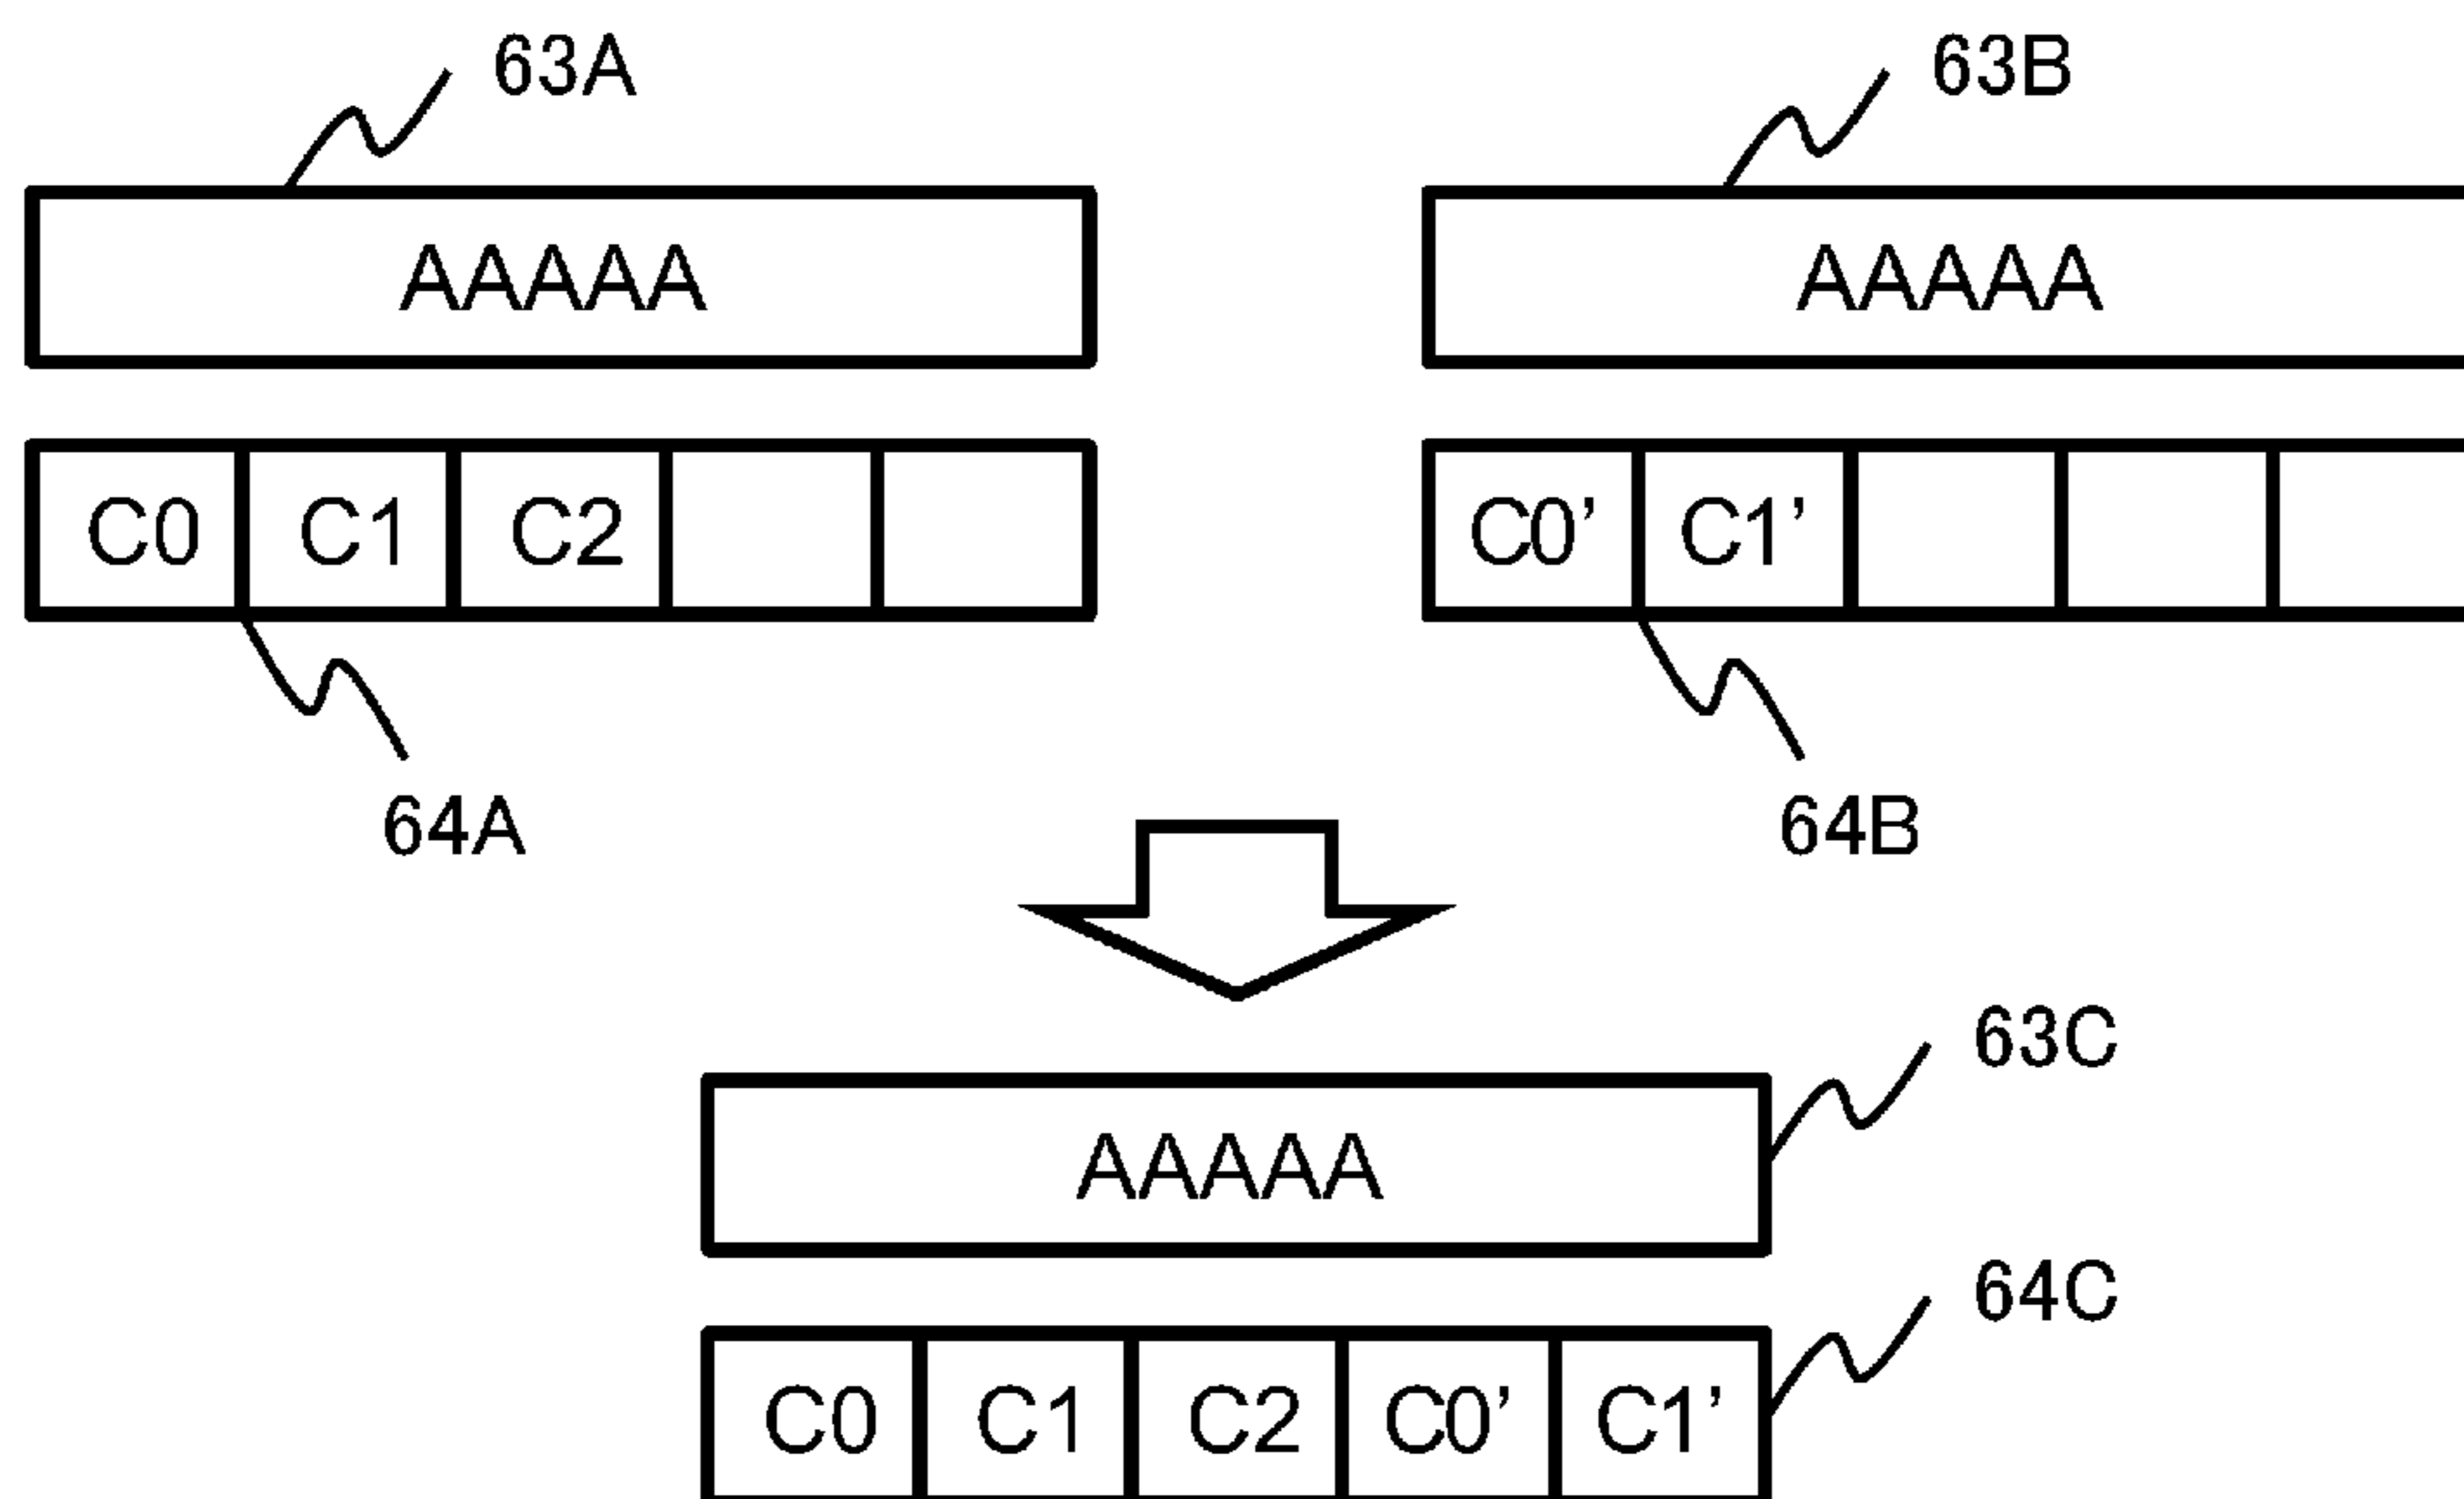 63A 63B
AAAAA AAAAA
C0 C1 C2 C0’ C1’
64A 64B
63C
AAAAA
64C
C0 C1 C2 C0’ C1’